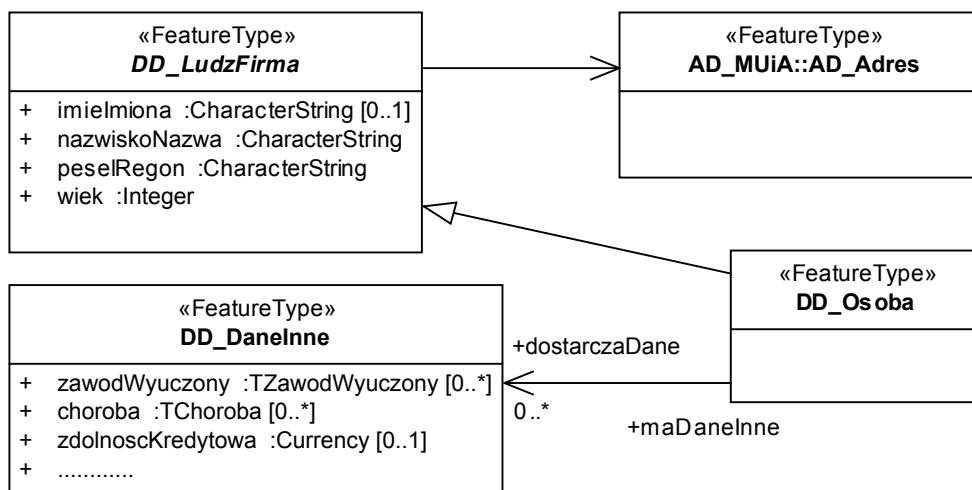 «FeatureType»
DD_LudzFirma
+ imieImiona :CharacterString [0..1]
+ nazwiskoNazwa :CharacterString
+ peselRegon :CharacterString
+ wiek :Integer
«FeatureType»
AD_MUiA::AD_Adres
«FeatureType»
DD_Osoba
«FeatureType»
DD_DaneInne
+ zawodWyuczony :TZawodWyuczony [0..*]
+ choroba :TChoroba [0..*]
+ zdolnoscKredytowa :Currency [0..1]
+ ............
+dostarczaDane
0..*
+maDaneInne